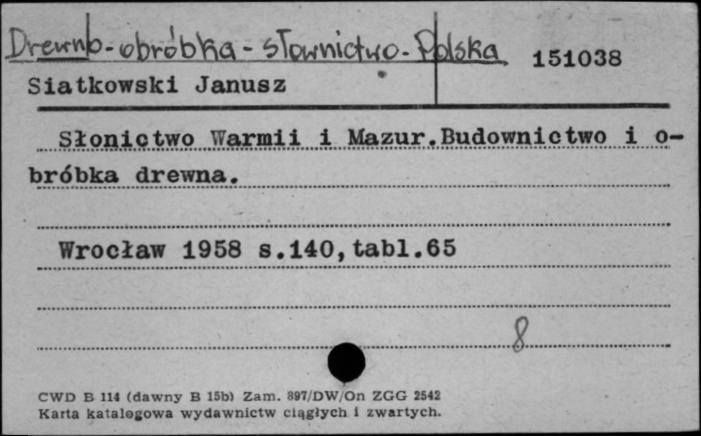 Drewno-obróbka-słownictwo-Polska 151038
Siatkowski Janusz
Słonictwo Warmii i Mazur.Budownictwo i o-
bróbka drewna.
Wrocław 1958 s.140,tabl.65
8
CWD B 114 (dawny B 15b) Zam. 897/DW/On ZGG 2542
Karta katalogowa wydawnictw ciągłych i zwartych.